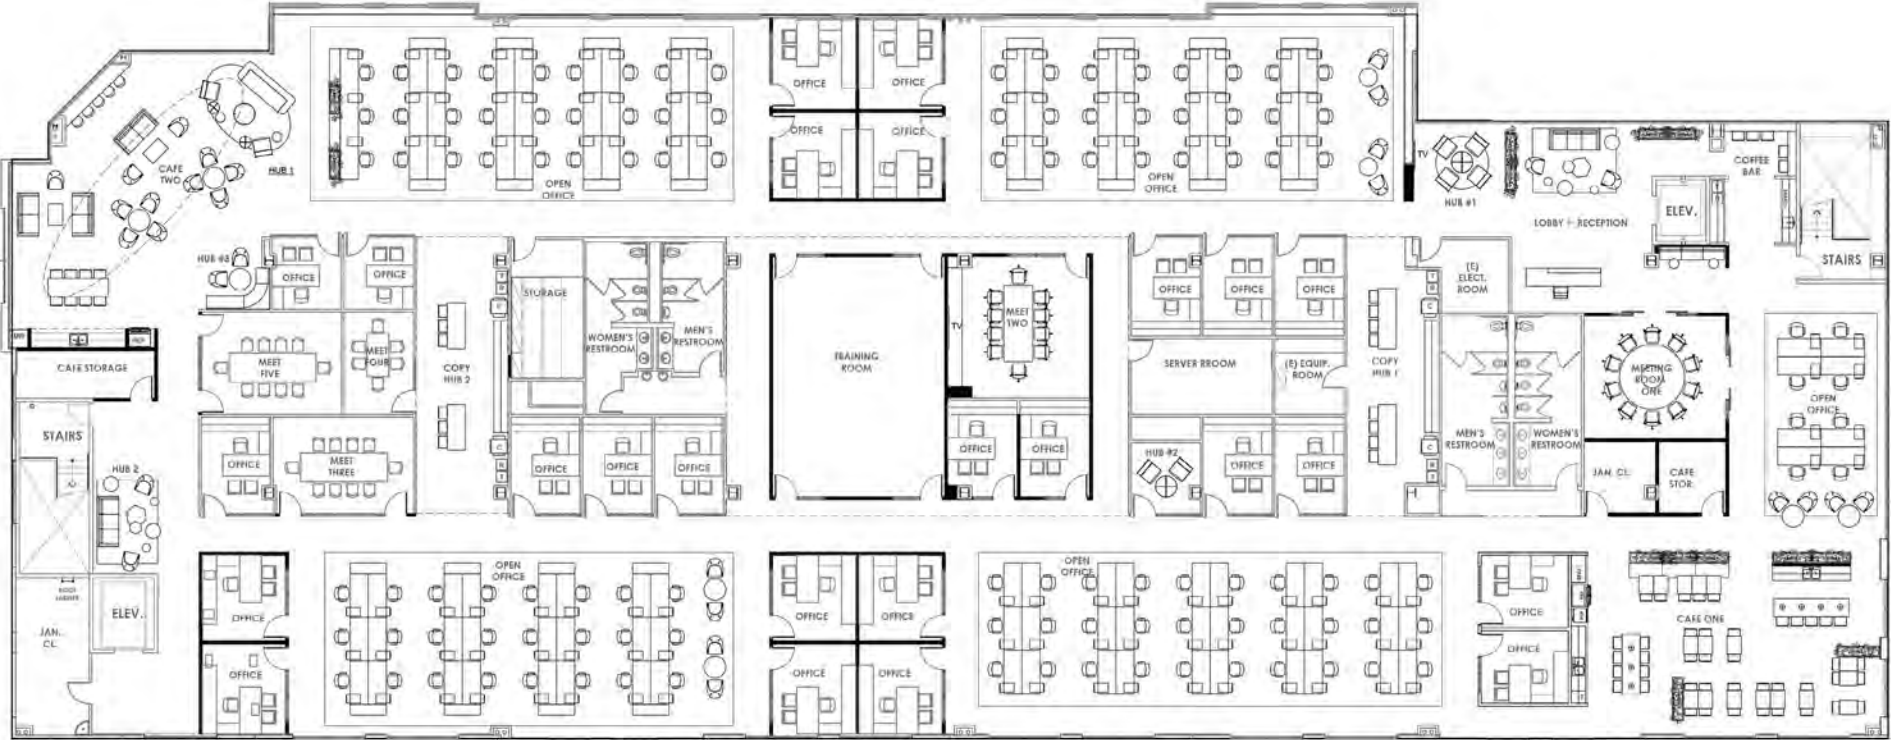 OFFICE
OFFICE
OFFICE
OFFICE
CAFE
TWO
HUB 1
OPEN
OFFICE
OPEN
OFFICE
TV
HUB #1
COFFEE
BAR
ELEV.
LOBBY + RECEPTION
STAIRS
HUB #3
OFFICE
OFFICE
STORAGE
WOMEN'S
RESTROOM
MEN'S
RESTROOM
TV
MEET
TWO
OFFICE
OFFICE
OFFICE
(E)
ELECT.
ROOM
CAFE STORAGE
MEET
FIVE
MEET
FOUR
COPY
HUB 2
TRAINING
ROOM
SERVER RROOM
(E) EQUIP.
ROOM
COPY
HUB 1
MEETING
ROOM
ONE
OPEN
OFFICE
STAIRS
HUB 2
OFFICE
MEET
THREE
OFFICE
OFFICE
OFFICE
OFFICE
OFFICE
HUB #2
OFFICE
OFFICE
MEN'S
RESTROOM
WOMEN'S
RESTROOM
JAN. CL.
CAFE
STOR.
ELEV.
JAN.
CL.
OFFICE
OFFICE
OPEN
OFFICE
OFFICE
OFFICE
OFFICE
OFFICE
OPEN
OFFICE
OFFICE
OFFICE
CAFE ONE